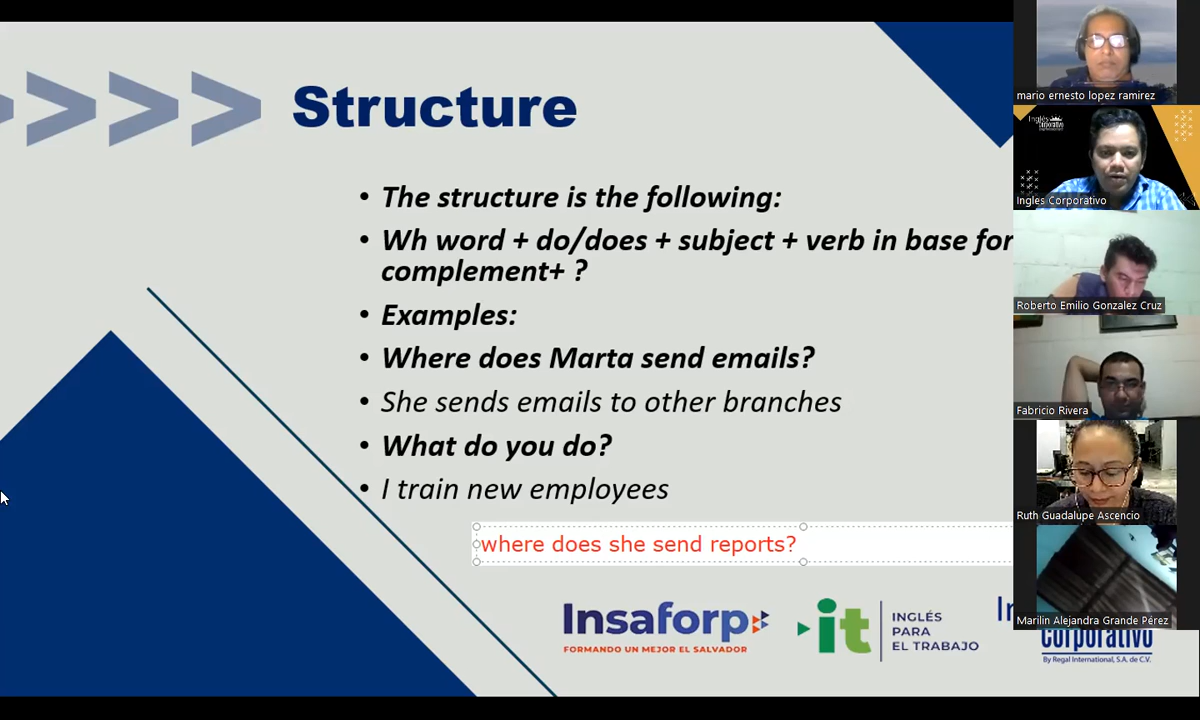 Structure
• The structure is the following:
• Wh word + do/does + subject + verb in base for
complement+ ?
• Examples:
• Where does Marta send emails?
• She sends emails to other branches
• What do you do?
• I train new employees
where does she send reports?
Insaforp
FORMANDO UN MEJOR EL SALVADOR
it
INGLÉS
PARA
EL TRABAJO
In
corporativo
By Regal International, S.A. de C.V.
mario ernesto lopez ramirez
Inglés
Corporativo
Ingles Corporativo
Roberto Emilio Gonzalez Cruz
Fabricio Rivera
Ruth Guadalupe Ascencio
Marilin Alejandra Grande Pérez